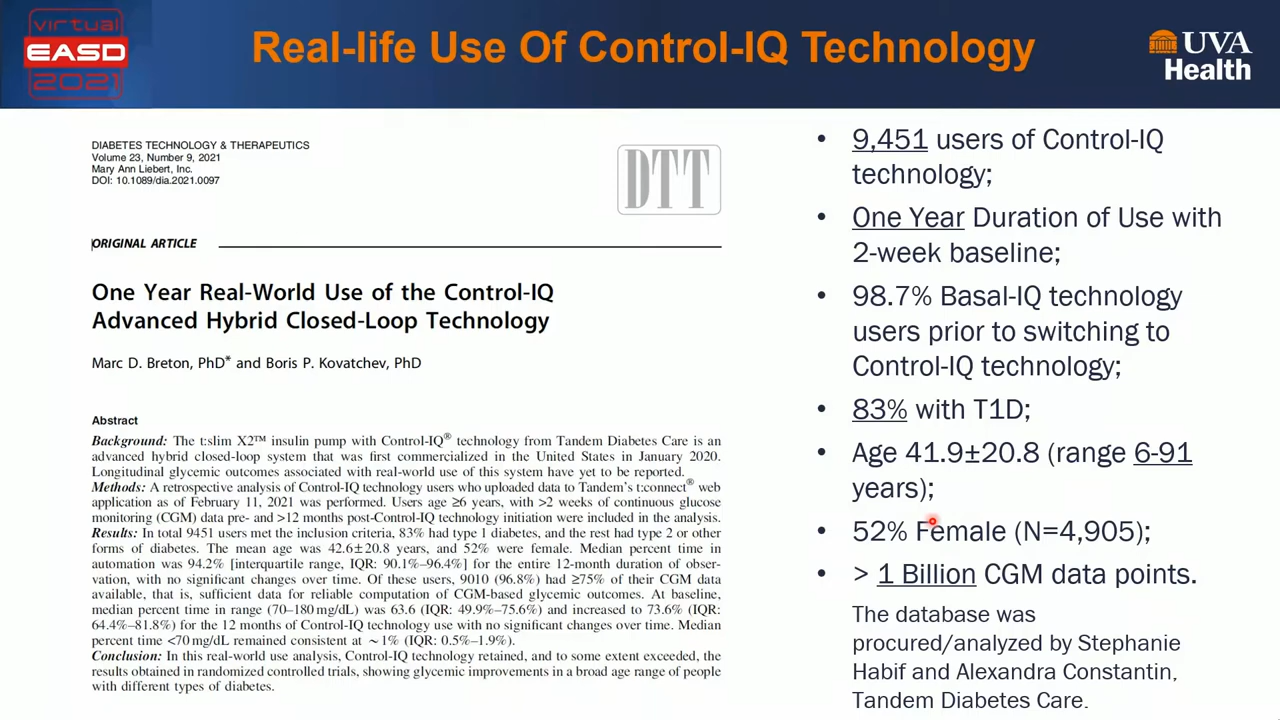 virtual
EASD
2021
Real-life Use Of Control-IQ Technology
UVA
Health
DIABETES TECHNOLOGY & THERAPEUTICS
Volume 23, Number 9, 2021
Mary Ann Liebert, Inc.
DOI: 10.1089/dia.2021.0097
DTT
ORIGINAL ARTICLE
One Year Real-World Use of the Control-IQ
Advanced Hybrid Closed-Loop Technology
Marc D. Breton, PhD* and Boris P. Kovatchev, PhD
Abstract
Background: The t:slim X2™ insulin pump with Control-IQ® technology from Tandem Diabetes Care is an
advanced hybrid closed-loop system that was first commercialized in the United States in January 2020.
Longitudinal glycemic outcomes associated with real-world use of this system have yet to be reported.
Methods: A retrospective analysis of Control-IQ technology users who uploaded data to Tandem's t:connect® web
application as of February 11, 2021 was performed. Users age ≥6 years, with >2 weeks of continuous glucose
monitoring (CGM) data pre- and >12 months post-Control-IQ technology initiation were included in the analysis.
Results: In total 9451 users met the inclusion criteria, 83% had type 1 diabetes, and the rest had type 2 or other
forms of diabetes. The mean age was 42.6±20.8 years, and 52% were female. Median percent time in
automation was 94.2% [interquartile range, IQR: 90.1%–96.4%] for the entire 12-month duration of obser-
vation, with no significant changes over time. Of these users, 9010 (96.8%) had ≥75% of their CGM data
available, that is, sufficient data for reliable computation of CGM-based glycemic outcomes. At baseline,
median percent time in range (70–180 mg/dL) was 63.6 (IQR: 49.9%–75.6%) and increased to 73.6% (IQR:
64.4%–81.8%) for the 12 months of Control-IQ technology use with no significant changes over time. Median
percent time <70 mg/dL remained consistent at ~1% (IQR: 0.5%–1.9%).
Conclusion: In this real-world use analysis, Control-IQ technology retained, and to some extent exceeded, the
results obtained in randomized controlled trials, showing glycemic improvements in a broad age range of people
with different types of diabetes.
• 9,451 users of Control-IQ
technology;
• One Year Duration of Use with
2-week baseline;
• 98.7% Basal-IQ technology
users prior to switching to
Control-IQ technology;
• 83% with T1D;
• Age 41.9±20.8 (range 6-91
years);
• 52% Female (N=4,905);
• > 1 Billion CGM data points.
The database was
procured/analyzed by Stephanie
Habif and Alexandra Constantin,
Tandem Diabetes Care.